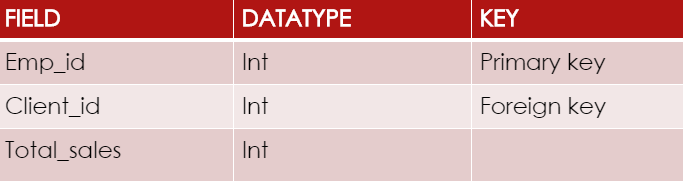 FIELD DATATYPE KEY
Emp_id Int Primary key
Client_id Int Foreign key
Total_sales Int